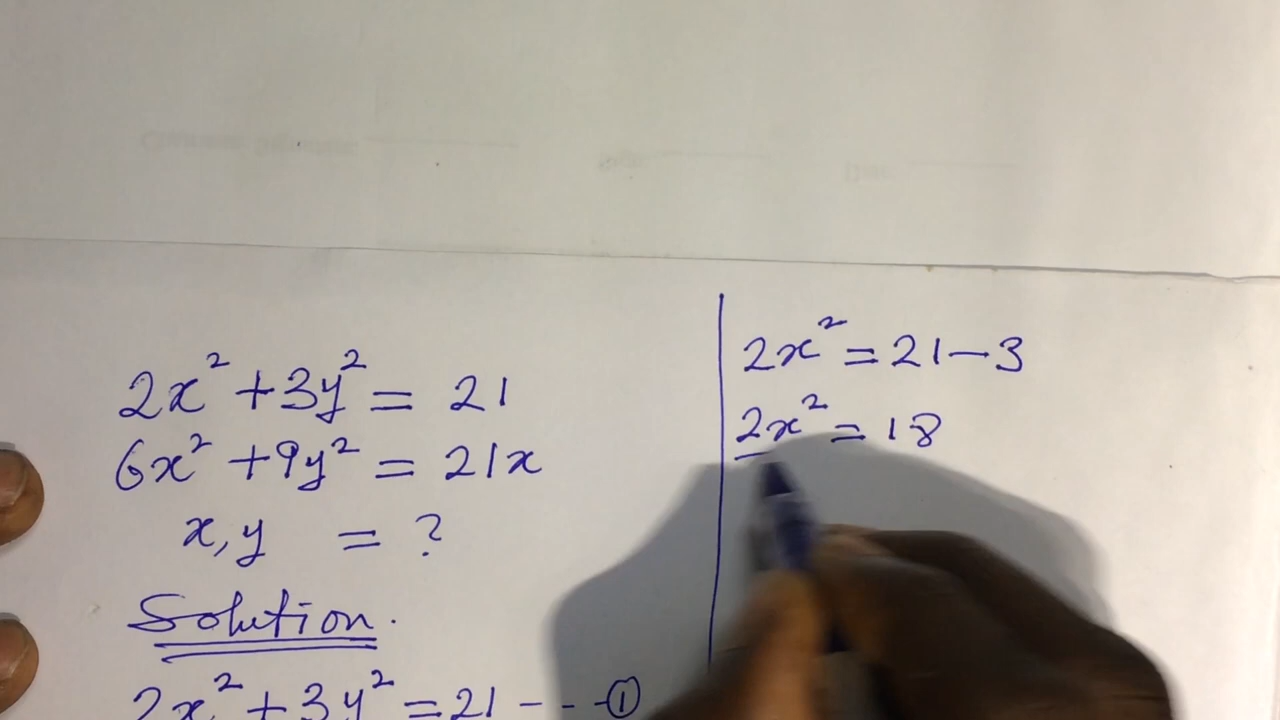 2x² + 3y² = 21
6x² + 9y² = 21x
x, y = ?
Solution.
2x² + 3y² = 21 - - - ①
2x² = 21 - 3
2x² = 18